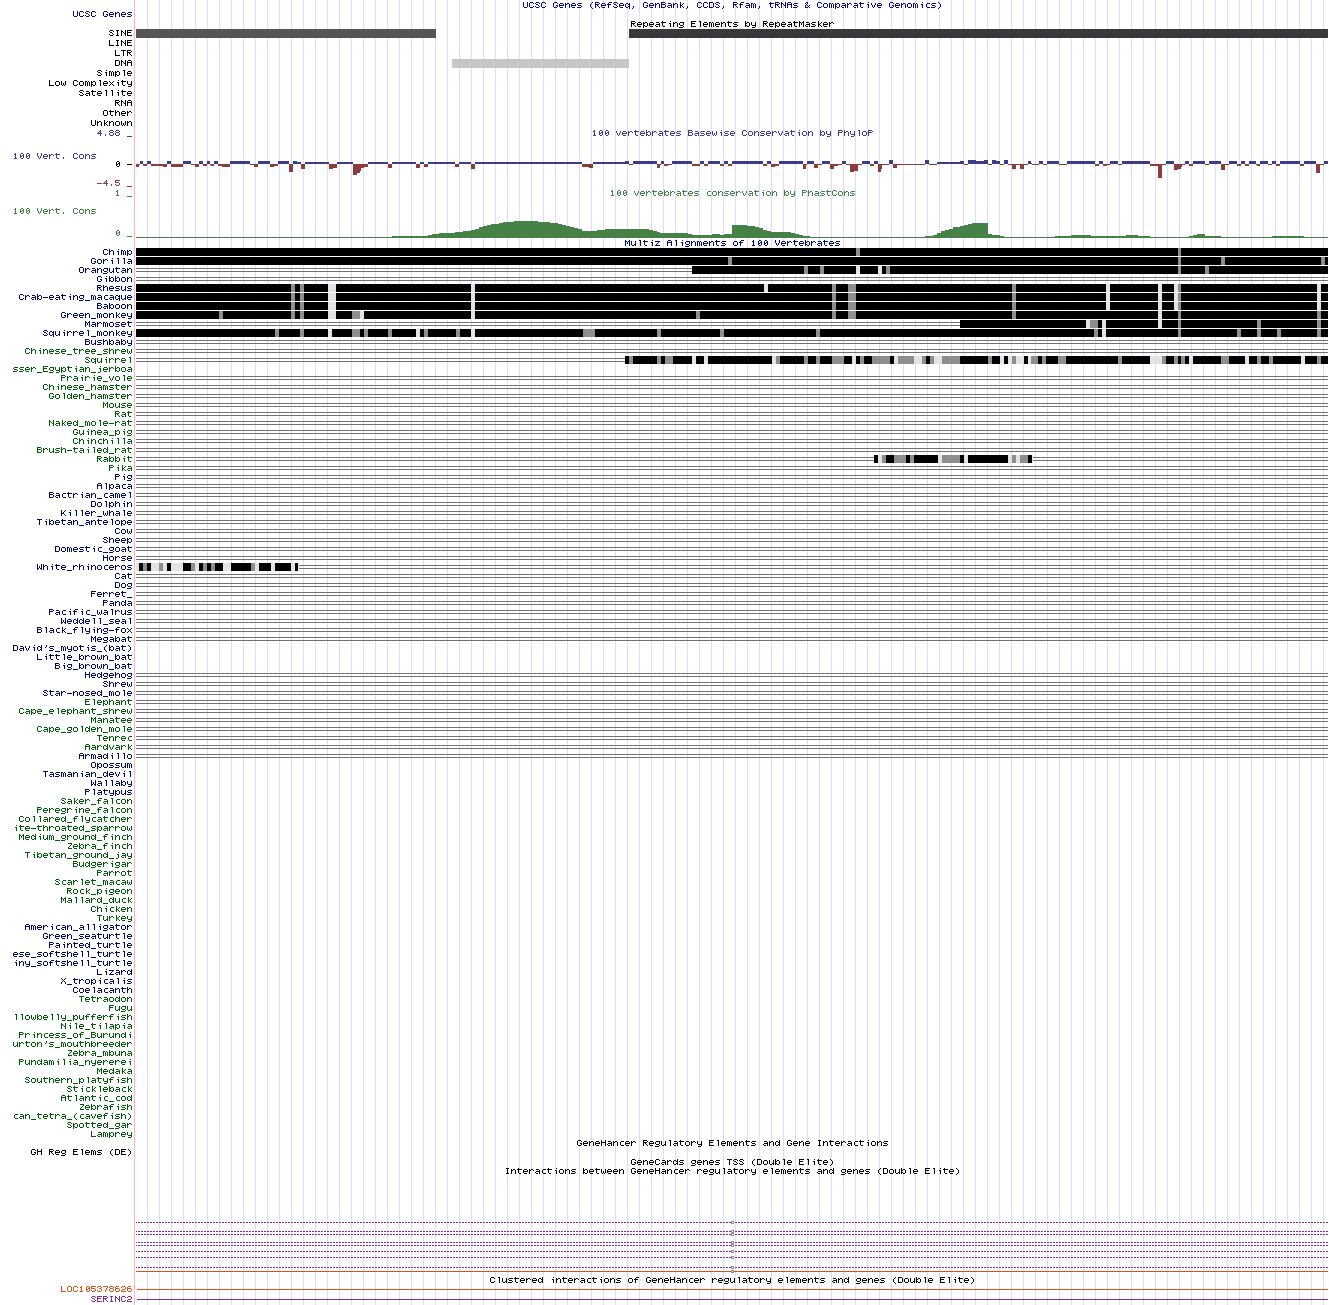 UCSC Genes (RefSeq, GenBank, CCDS, Rfam, tRNAs & Comparative Genomics)
UCSC Genes
Repeating Elements by RepeatMasker
SINE
LINE
LTR
DNA
Simple
Low Complexity
Satellite
RNA
Other
Unknown
100 vertebrates Basewise Conservation by PhyloP
4.88 _
100 Vert. Cons
0 _
-4.5 _
100 vertebrates conservation by PhastCons
1 _
100 Vert. Cons
0 _
Multiz Alignments of 100 Vertebrates
Chimp
Gorilla
Orangutan
Gibbon
Rhesus
Crab-eating_macaque
Baboon
Green_monkey
Marmoset
Squirrel_monkey
Bushbaby
Chinese_tree_shrew
Squirrel
sser_Egyptian_jerboa
Prairie_vole
Chinese_hamster
Golden_hamster
Mouse
Rat
Naked_mole-rat
Guinea_pig
Chinchilla
Brush-tailed_rat
Rabbit
Pika
Pig
Alpaca
Bactrian_camel
Dolphin
Killer_whale
Tibetan_antelope
Cow
Sheep
Domestic_goat
Horse
White_rhinoceros
Cat
Dog
Ferret_
Panda
Pacific_walrus
Weddell_seal
Black_flying-fox
Megabat
David's_myotis_(bat)
Little_brown_bat
Big_brown_bat
Hedgehog
Shrew
Star-nosed_mole
Elephant
Cape_elephant_shrew
Manatee
Cape_golden_mole
Tenrec
Aardvark
Armadillo
Opossum
Tasmanian_devil
Wallaby
Platypus
Saker_falcon
Peregrine_falcon
Collared_flycatcher
ite-throated_sparrow
Medium_ground_finch
Zebra_finch
Tibetan_ground_jay
Budgerigar
Parrot
Scarlet_macaw
Rock_pigeon
Mallard_duck
Chicken
Turkey
American_alligator
Green_seaturtle
Painted_turtle
ese_softshell_turtle
iny_softshell_turtle
Lizard
X_tropicalis
Coelacanth
Tetraodon
Fugu
llowbelly_pufferfish
Nile_tilapia
Princess_of_Burundi
urton's_mouthbreeder
Zebra_mbuna
Pundamilia_nyererei
Medaka
Southern_platyfish
Stickleback
Atlantic_cod
Zebrafish
can_tetra_(cavefish)
Spotted_gar
Lamprey
GeneHancer Regulatory Elements and Gene Interactions
GH Reg Elems (DE)
GeneCards genes TSS (Double Elite)
Interactions between GeneHancer regulatory elements and genes (Double Elite)
Clustered interactions of GeneHancer regulatory elements and genes (Double Elite)
LOC105378626
SERINC2